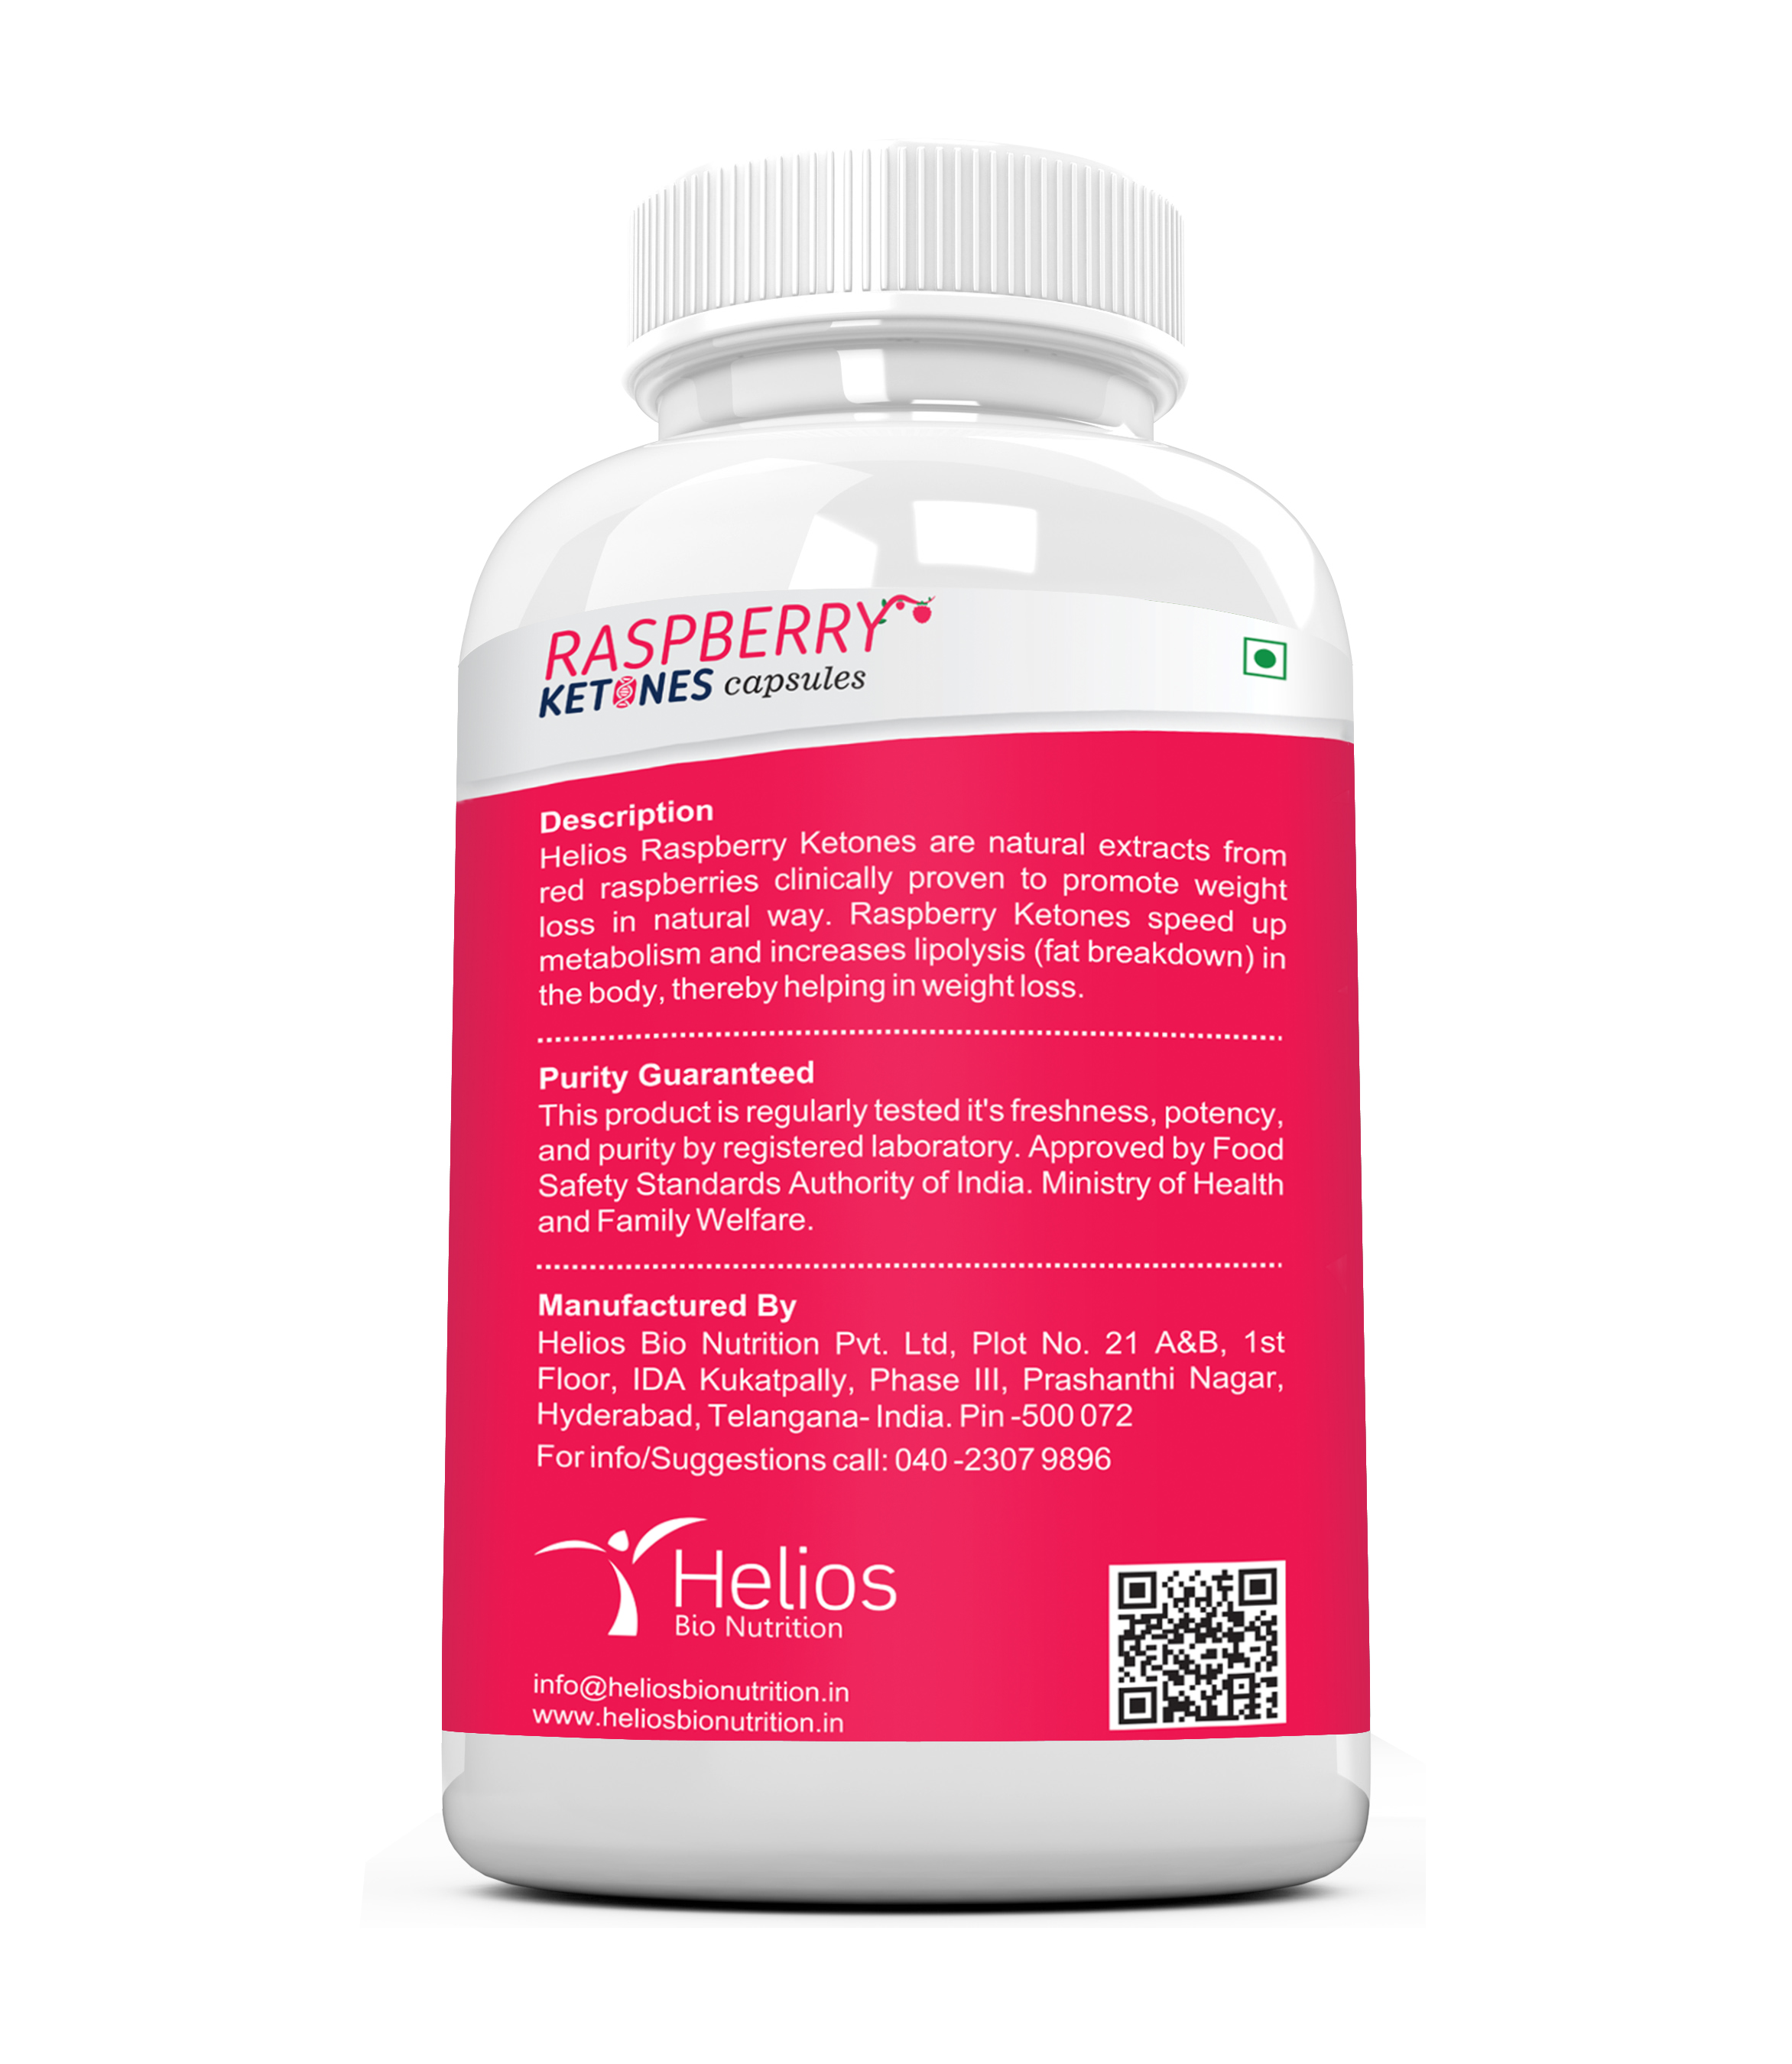 RASPBERRY
KETONES capsules
Description
Helios Raspberry Ketones are natural extracts from
red raspberries clinically proven to promote weight
loss in natural way. Raspberry Ketones speed up
metabolism and increases lipolysis (fat breakdown) in
the body, thereby helping in weight loss.
Purity Guaranteed
This product is regularly tested it's freshness, potency,
and purity by registered laboratory. Approved by Food
Safety Standards Authority of India. Ministry of Health
and Family Welfare.
Manufactured By
Helios Bio Nutrition Pvt. Ltd, Plot No. 21 A&B, 1st
Floor, IDA Kukatpally, Phase III, Prashanthi Nagar,
Hyderabad, Telangana- India. Pin -500 072
For info/Suggestions call: 040 -2307 9896
Helios
Bio Nutrition
info@heliosbionutrition.in
www.heliosbionutrition.in